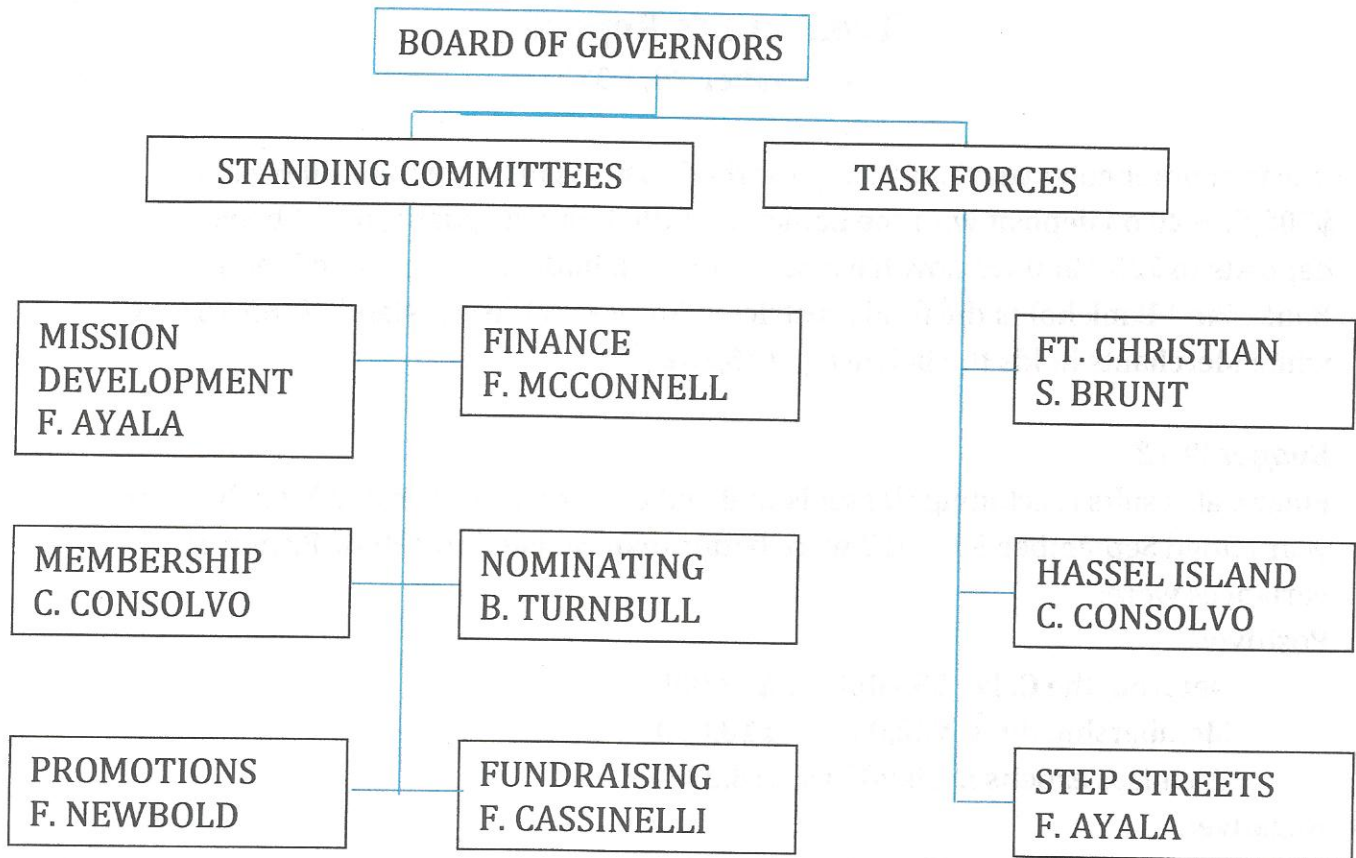 BOARD OF GOVERNORS
STANDING COMMITTEES
TASK FORCES
MISSION
DEVELOPMENT
F. AYALA
FINANCE
F. MCCONNELL
FT. CHRISTIAN
S. BRUNT
MEMBERSHIP
C. CONSOLVO
NOMINATING
B. TURNBULL
HASSEL ISLAND
C. CONSOLVO
PROMOTIONS
F. NEWBOLD
FUNDRAISING
F. CASSINELLI
STEP STREETS
F. AYALA